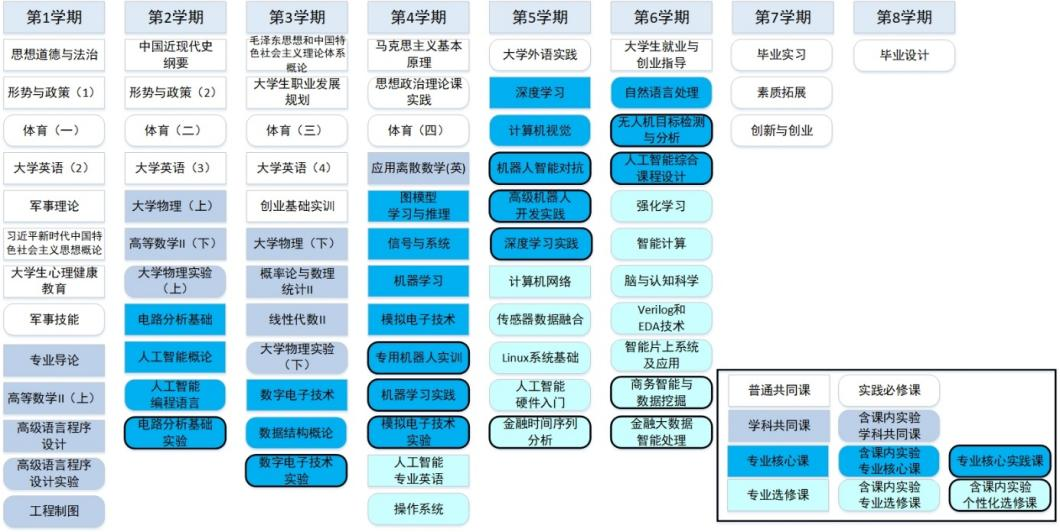 第1学期
思想道德与法治
形势与政策（1）
体育（一）
大学英语（2）
军事理论
习近平新时代中国特
色社会主义思想概论
大学生心理健康
教育
军事技能
专业导论
高等数学II（上）
高级语言程序
设计
高级语言程序
设计实验
工程制图
第2学期
中国近现代史
纲要
形势与政策（2）
体育（二）
大学英语（3）
大学物理（上）
高等数学II（下）
大学物理实验
（上）
电路分析基础
人工智能概论
人工智能
编程语言
电路分析基础
实验
第3学期
毛泽东思想和中国特
色社会主义理论体系
概论
大学生职业发展
规划
体育（三）
大学英语（4）
创业基础实训
大学物理（下）
概率论与数理
统计II
线性代数II
大学物理实验
（下）
数字电子技术
数据结构概论
数字电子技术
实验
第4学期
马克思主义基本
原理
思想政治理论课
实践
体育（四）
应用离散数学(英)
图模型
学习与推理
信号与系统
机器学习
模拟电子技术
专用机器人实训
机器学习实践
模拟电子技术
实验
人工智能
专业英语
操作系统
第5学期
大学外语实践
深度学习
计算机视觉
机器人智能对抗
高级机器人
开发实践
深度学习实践
计算机网络
传感器数据融合
Linux系统基础
人工智能
硬件入门
金融时间序列
分析
第6学期
大学生就业与
创业指导
自然语言处理
无人机目标检测
与分析
人工智能综合
课程设计
强化学习
智能计算
脑与认知科学
Verilog和
EDA技术
智能片上系统
及应用
商务智能与
数据挖掘
金融大数据
智能处理
第7学期
毕业实习
素质拓展
创新与创业
第8学期
毕业设计
普通共同课
实践必修课
学科共同课
含课内实验
学科共同课
专业核心课
含课内实验
专业核心课
专业核心实践课
专业选修课
含课内实验
专业选修课
含课内实验
个性化选修课